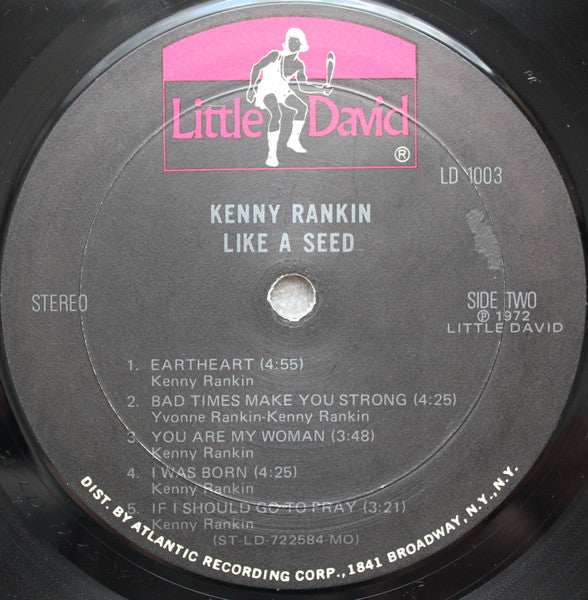 Little David ®
LD 1003
KENNY RANKIN
LIKE A SEED
STEREO
SIDE TWO
℗ 1972
LITTLE DAVID
1. EARTHEART (4:55)
Kenny Rankin
2. BAD TIMES MAKE YOU STRONG (4:25)
Yvonne Rankin-Kenny Rankin
3. YOU ARE MY WOMAN (3:48)
Kenny Rankin
4. I WAS BORN (4:25)
Kenny Rankin
5. IF I SHOULD GO TO PRAY (3:21)
Kenny Rankin
(ST-LD-722584-MO)
DIST. BY ATLANTIC RECORDING CORP., 1841 BROADWAY, N.Y., N.Y.